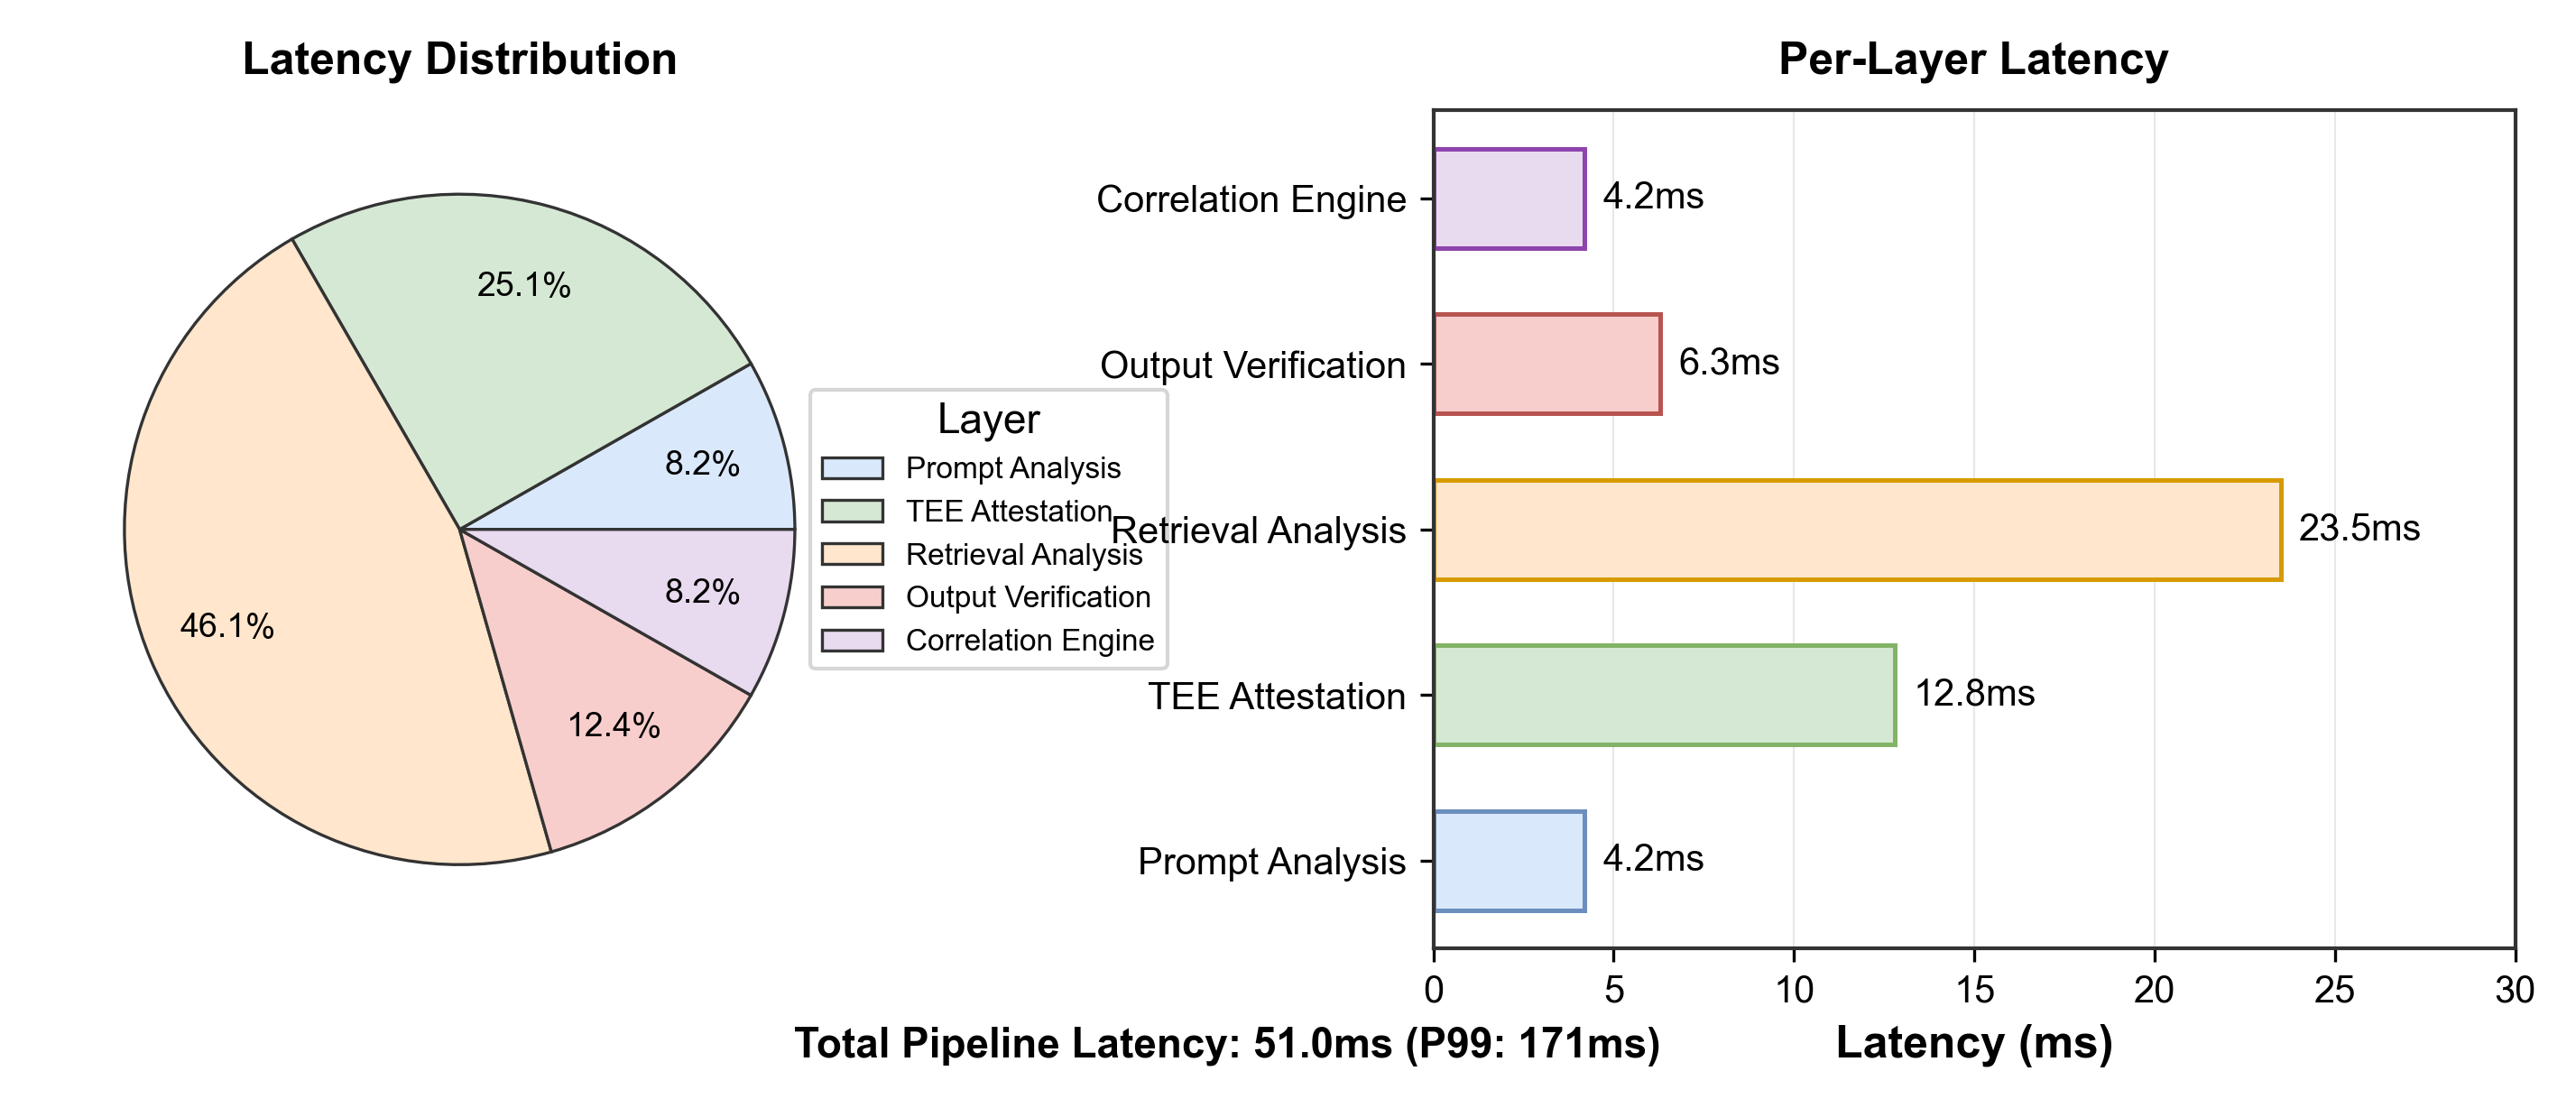 Latency Distribution
25.1%
8.2%
46.1%
8.2%
12.4%
Layer
Prompt Analysis
TEE Attestation
Retrieval Analysis
Output Verification
Correlation Engine
Per-Layer Latency
Correlation Engine
4.2ms
Output Verification
6.3ms
Retrieval Analysis
23.5ms
TEE Attestation
12.8ms
Prompt Analysis
4.2ms
0 5 10 15 20 25 30
Latency (ms)
Total Pipeline Latency: 51.0ms (P99: 171ms)